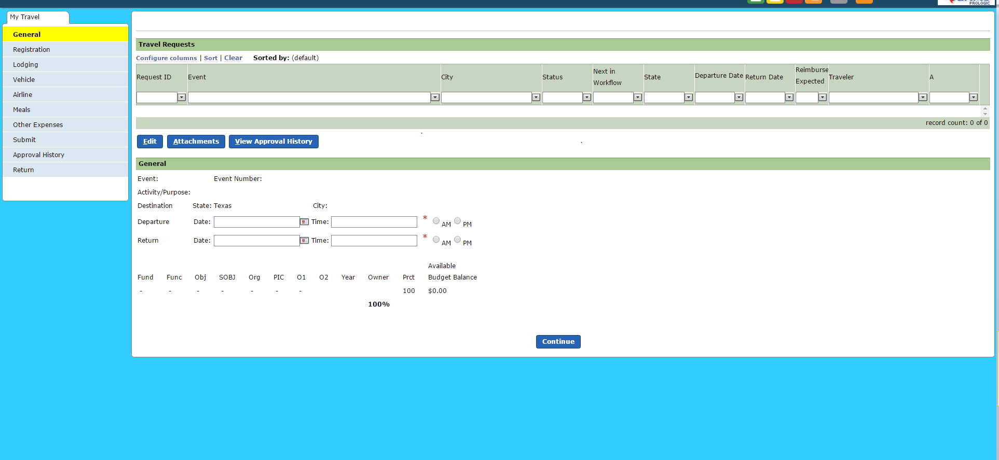 PROLOGIC
My Travel
General
Registration
Lodging
Vehicle
Airline
Meals
Other Expenses
Submit
Approval History
Return
Travel Requests
Configure columns | Sort | Clear Sorted by: (default)
Request ID Event City Status Next in Workflow State Departure Date Return Date Reimburse Expected Traveler A
record count: 0 of 0
Edit Attachments View Approval History
General
Event: Event Number:
Activity/Purpose:
Destination State: Texas City:
Departure Date: Time: * AM PM
Return Date: Time: * AM PM
Fund Func Obj SOBJ Org PIC O1 O2 Year Owner Prct Available Budget Balance
- - - - - - - 100 $0.00
100%
Continue